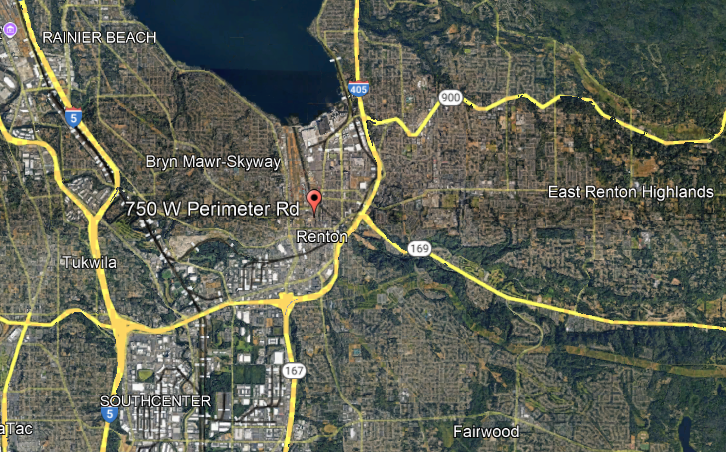 RAINIER BEACH
405
900
5
Bryn Mawr-Skyway
East Renton Highlands
750 W Perimeter Rd
Renton
169
Tukwila
167
SOUTHCENTER
5
aTac
Fairwood